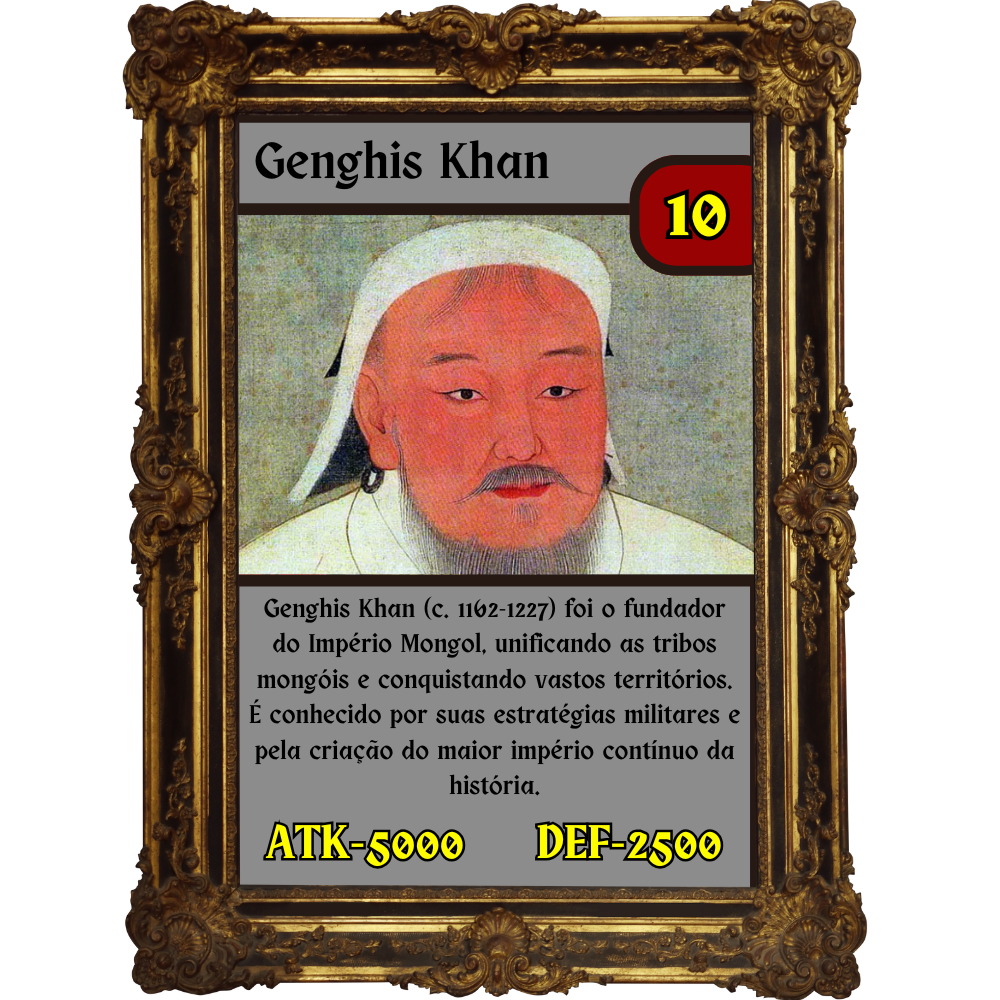 Genghis Khan
10
Genghis Khan (c. 1162-1227) foi o fundador
do Império Mongol, unificando as tribos
mongóis e conquistando vastos territórios.
É conhecido por suas estratégias militares e
pela criação do maior império contínuo da
história.
ATK-5000 DEF-2500